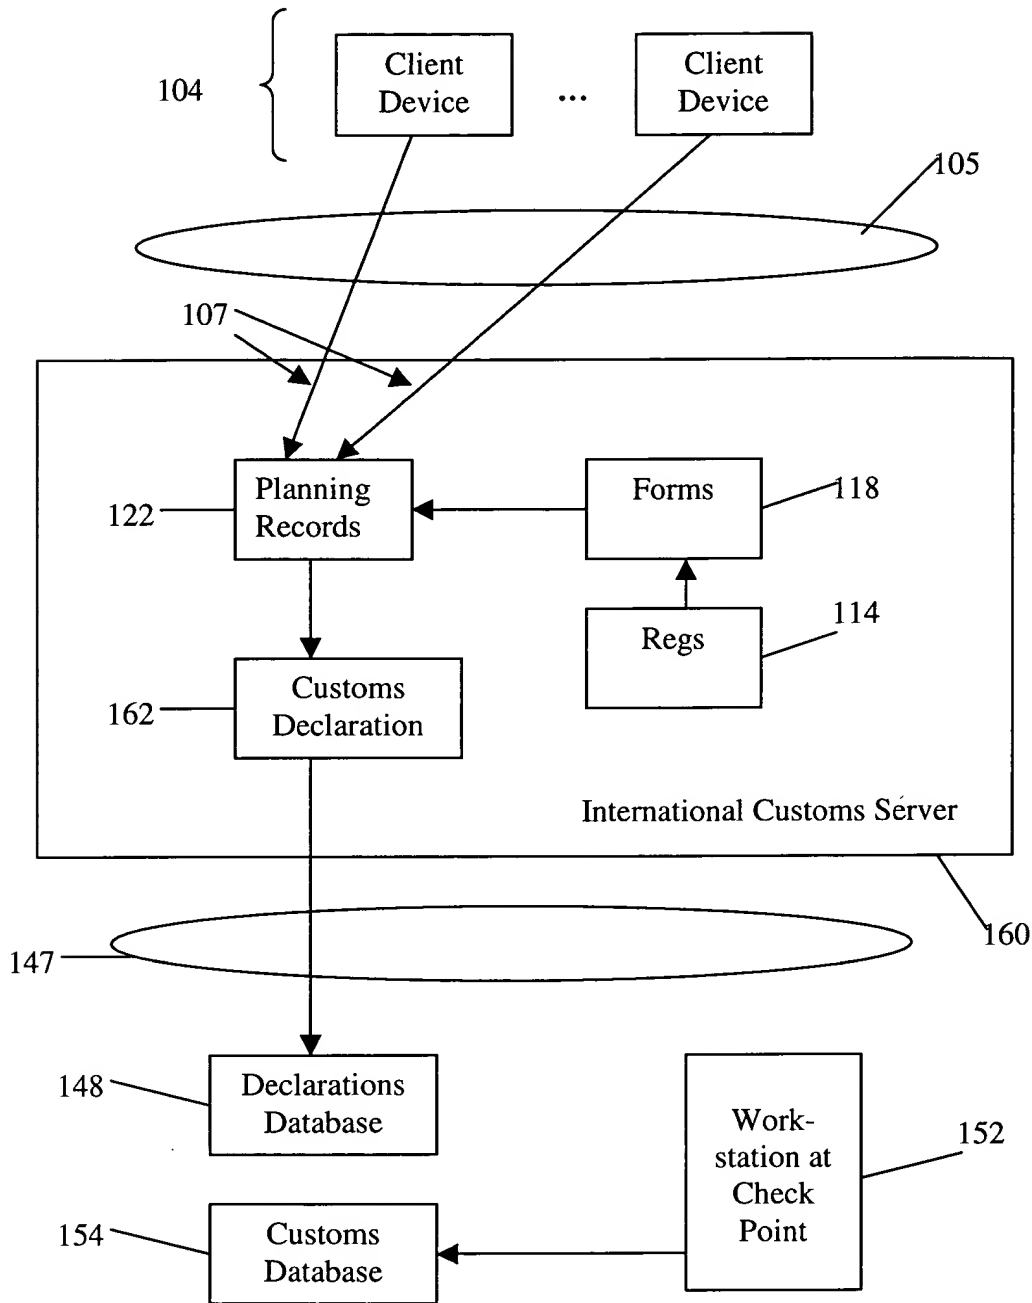 104
Client
Device
...
Client
Device
105
107
Planning
Records
122
Forms
118
Regs
114
Customs
Declaration
162
International Customs Server
160
147
Declarations
Database
148
Work-
station at
Check
Point
152
Customs
Database
154